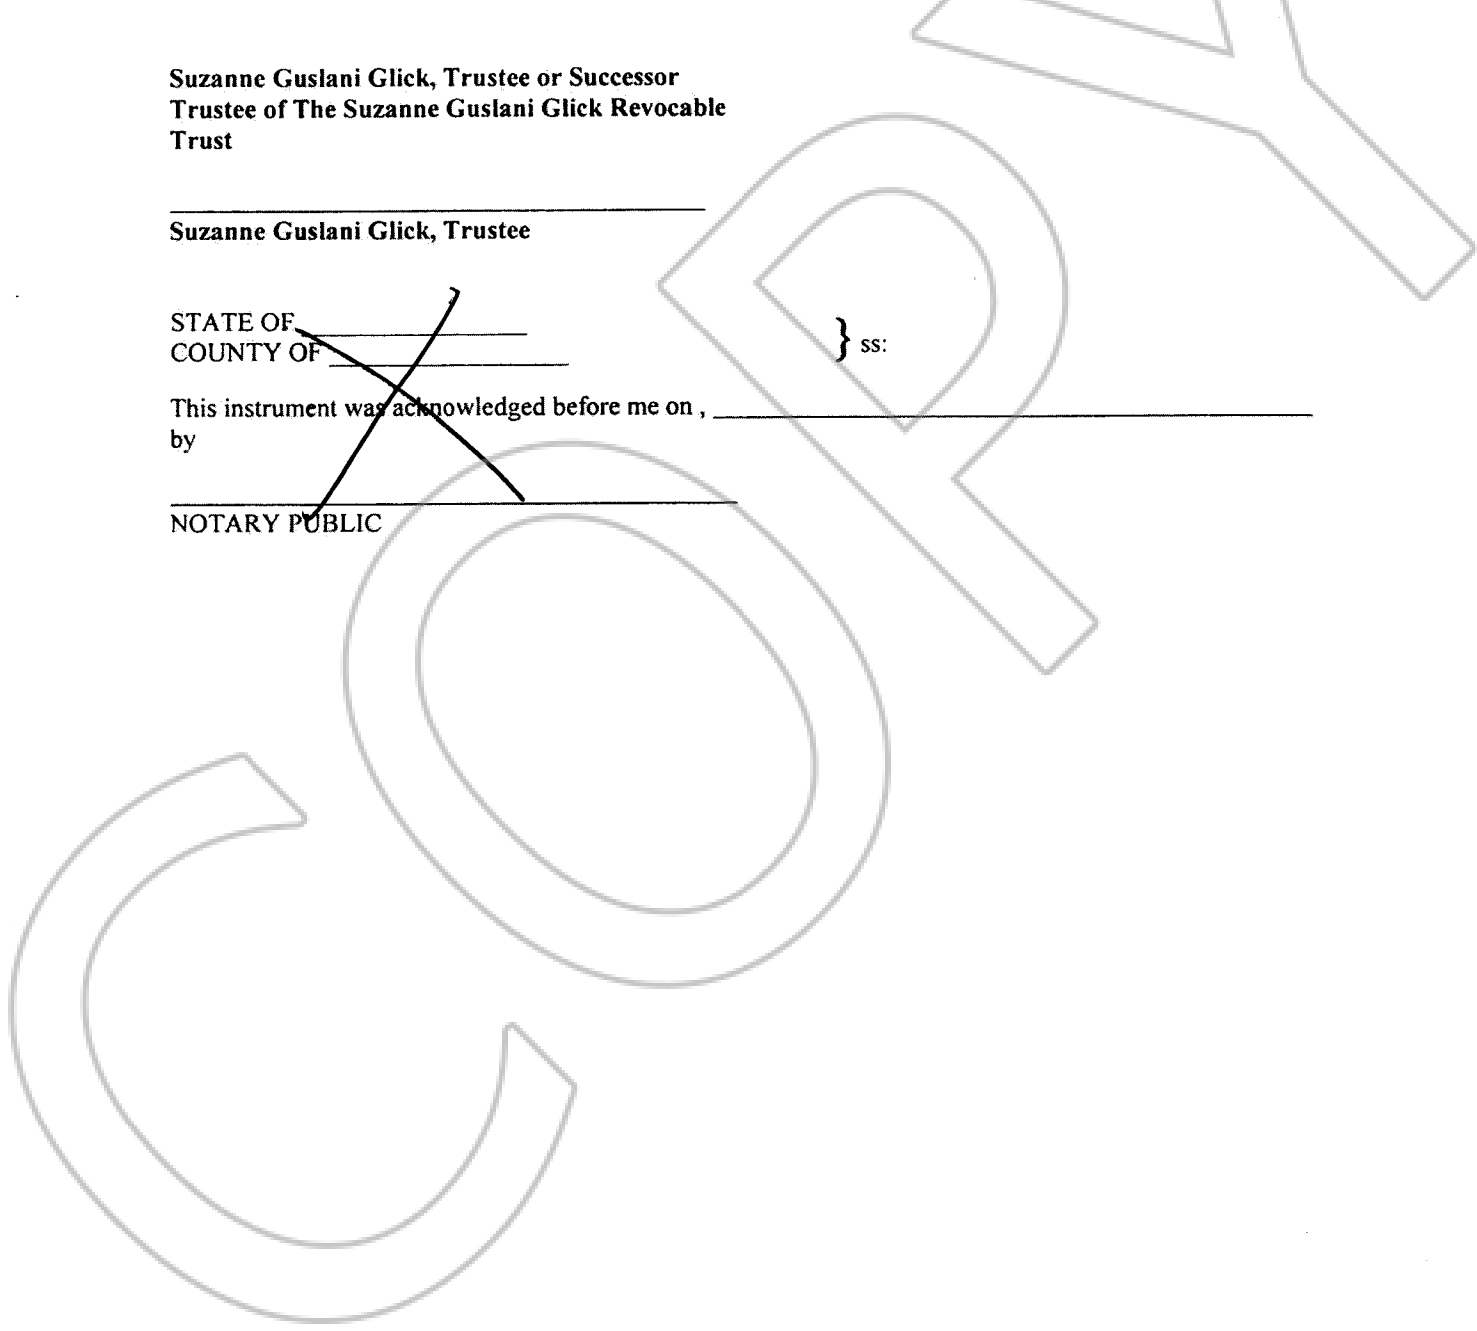 Suzanne Guslani Glick, Trustee or Successor
Trustee of The Suzanne Guslani Glick Revocable
Trust
Suzanne Guslani Glick, Trustee
STATE OF
COUNTY OF } ss:
This instrument was acknowledged before me on ,
by
NOTARY PUBLIC
COPY